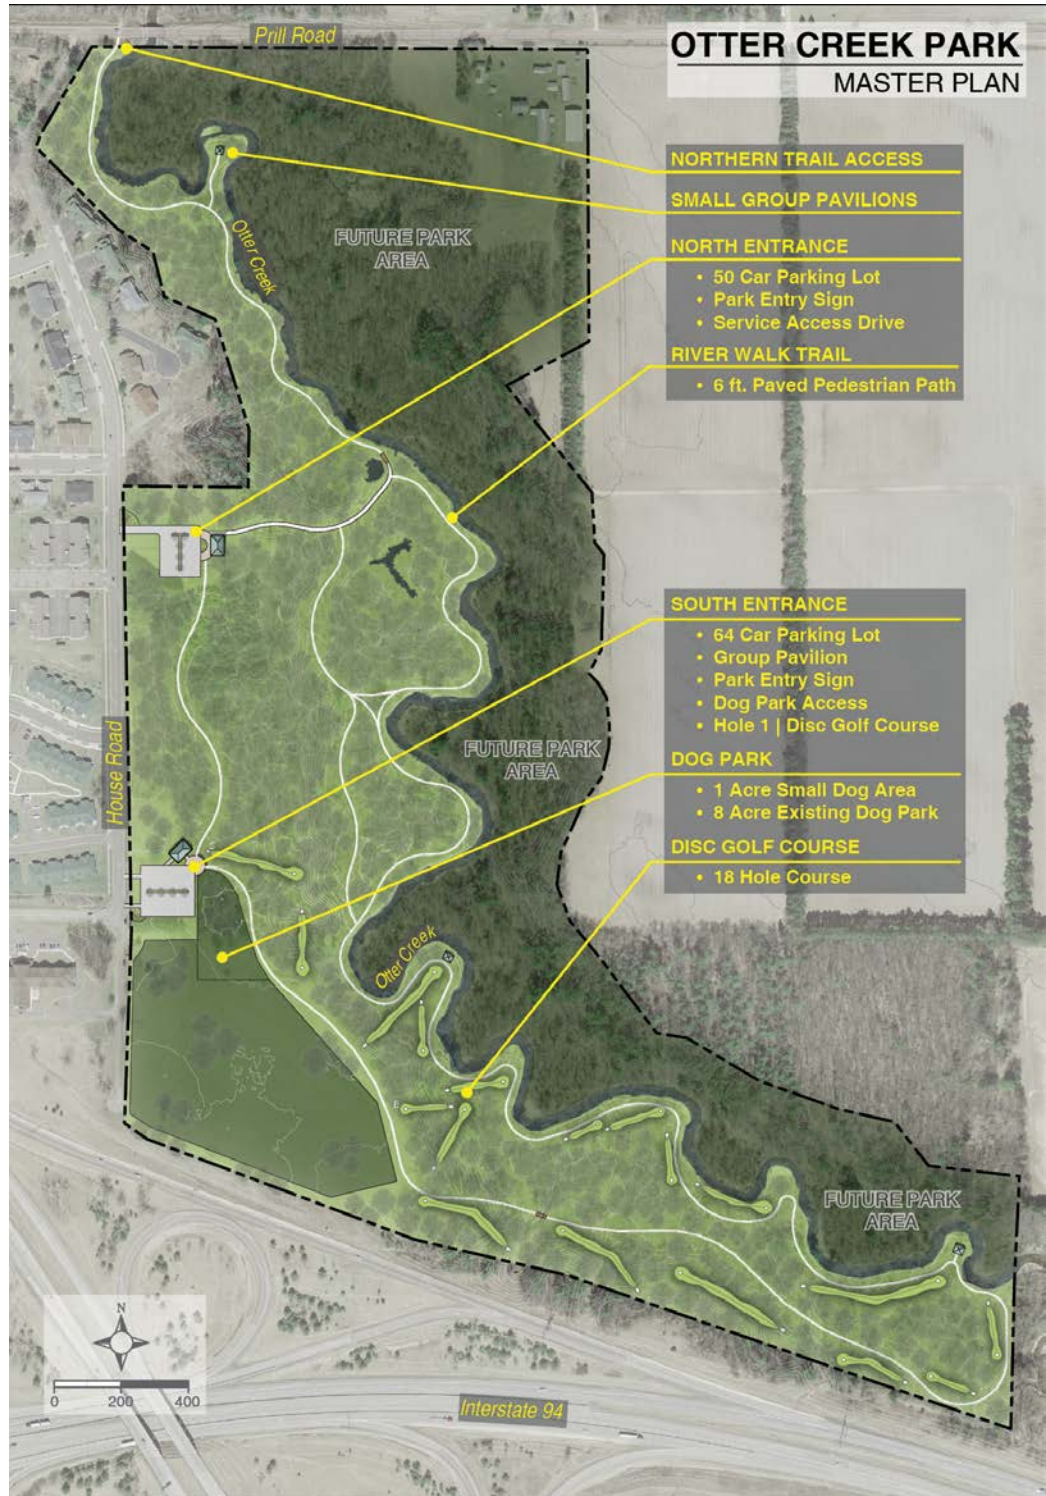 Prill Road
OTTER CREEK PARK
MASTER PLAN
NORTHERN TRAIL ACCESS
SMALL GROUP PAVILIONS
NORTH ENTRANCE
• 50 Car Parking Lot
• Park Entry Sign
• Service Access Drive
RIVER WALK TRAIL
• 6 ft. Paved Pedestrian Path
Otter Creek
FUTURE PARK
AREA
SOUTH ENTRANCE
• 64 Car Parking Lot
• Group Pavilion
• Park Entry Sign
• Dog Park Access
• Hole 1 | Disc Golf Course
DOG PARK
• 1 Acre Small Dog Area
• 8 Acre Existing Dog Park
DISC GOLF COURSE
• 18 Hole Course
House Road
FUTURE PARK
AREA
Otter Creek
FUTURE PARK
AREA
N
0 200 400
Interstate 94